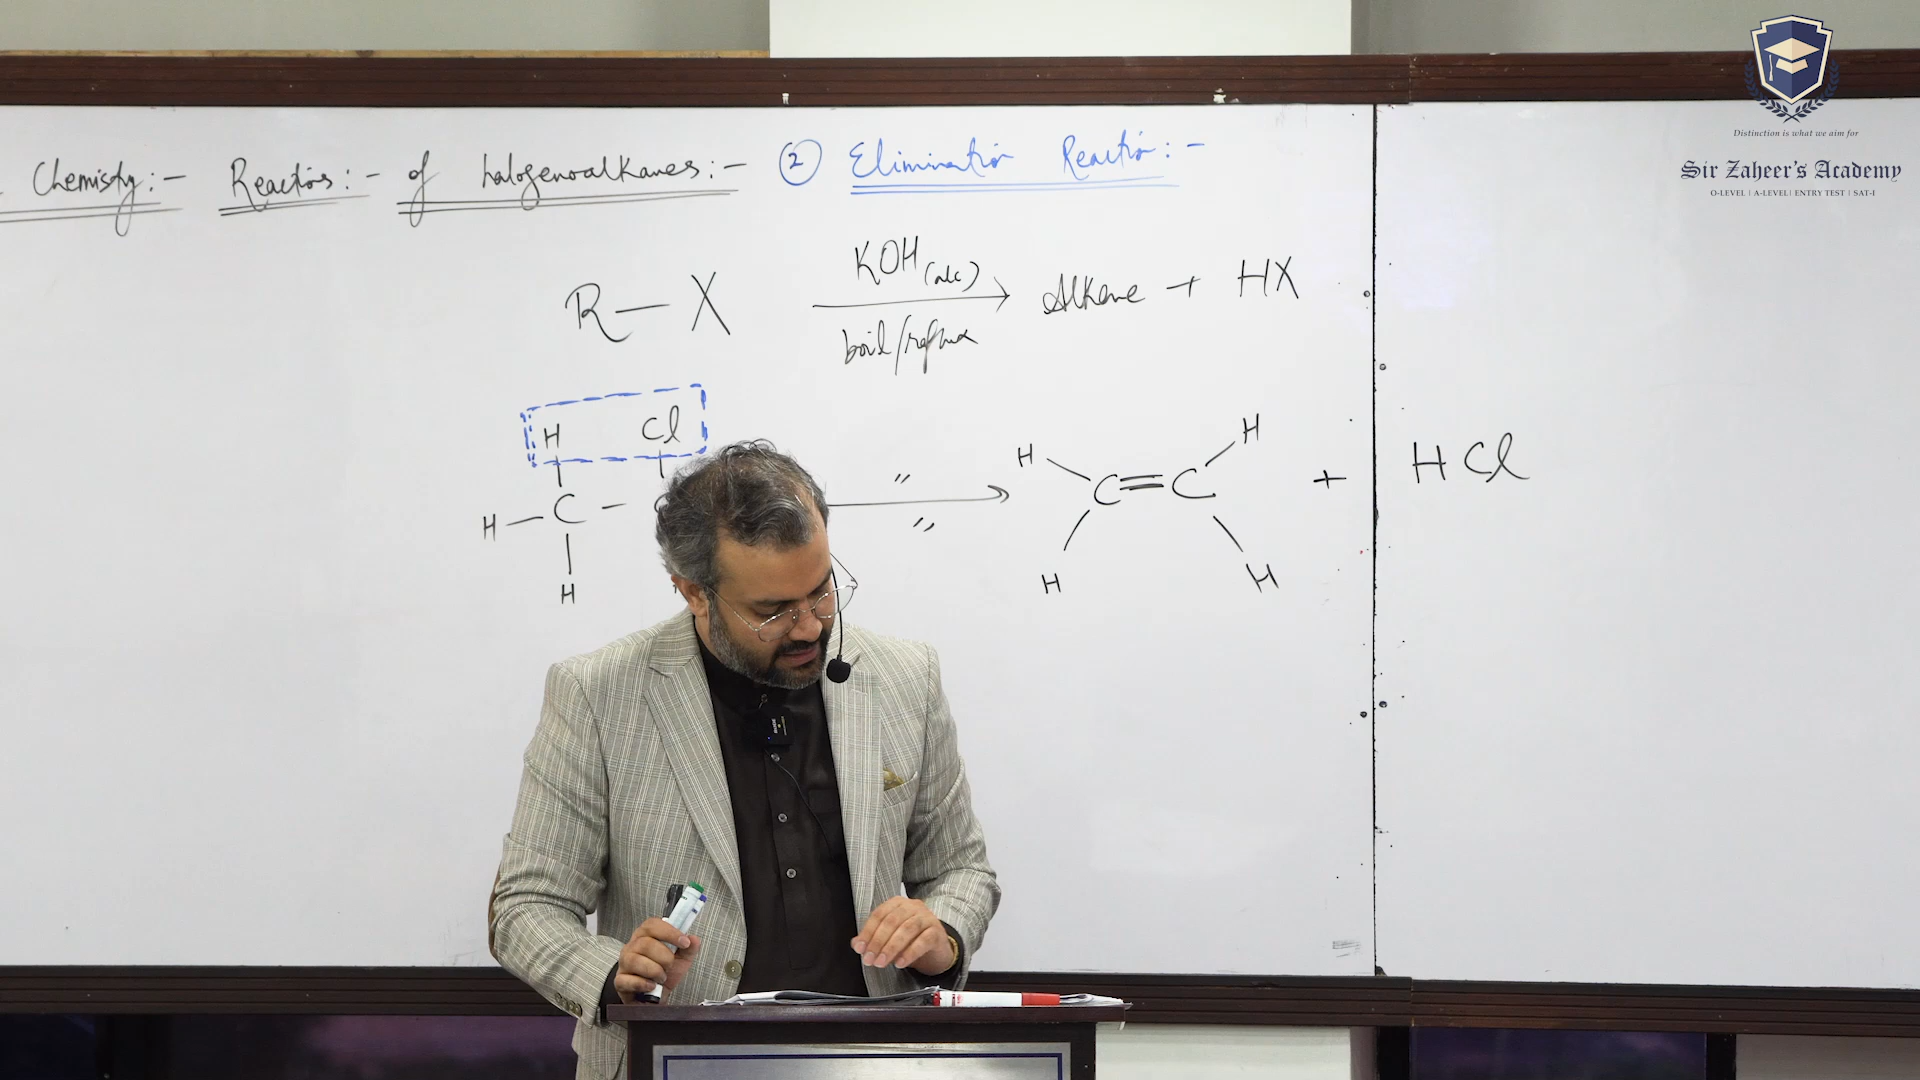 Chemistry:- Reactions:- of halogenoalkanes:- ② Elimination Reaction:-
R — X KOH(alc) boil/reflux → Alkene + HX
H Cl
H — C —
H
" " →
H H
C = C
H H
+ H Cl
Distinction is what we aim for
Sir Zaheer's Academy
O-LEVEL | A-LEVEL | ENTRY TEST | SAT-I